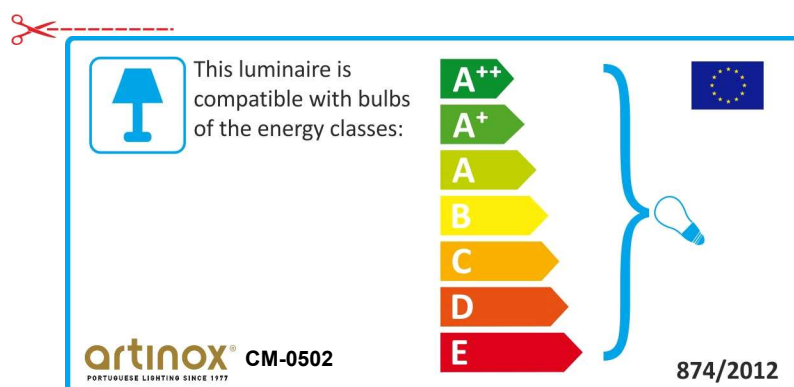 This luminaire is
compatible with bulbs
of the energy classes:
A++
A+
A
B
C
D
E
artinox® CM-0502
PORTUGUESE LIGHTING SINCE 1977
874/2012